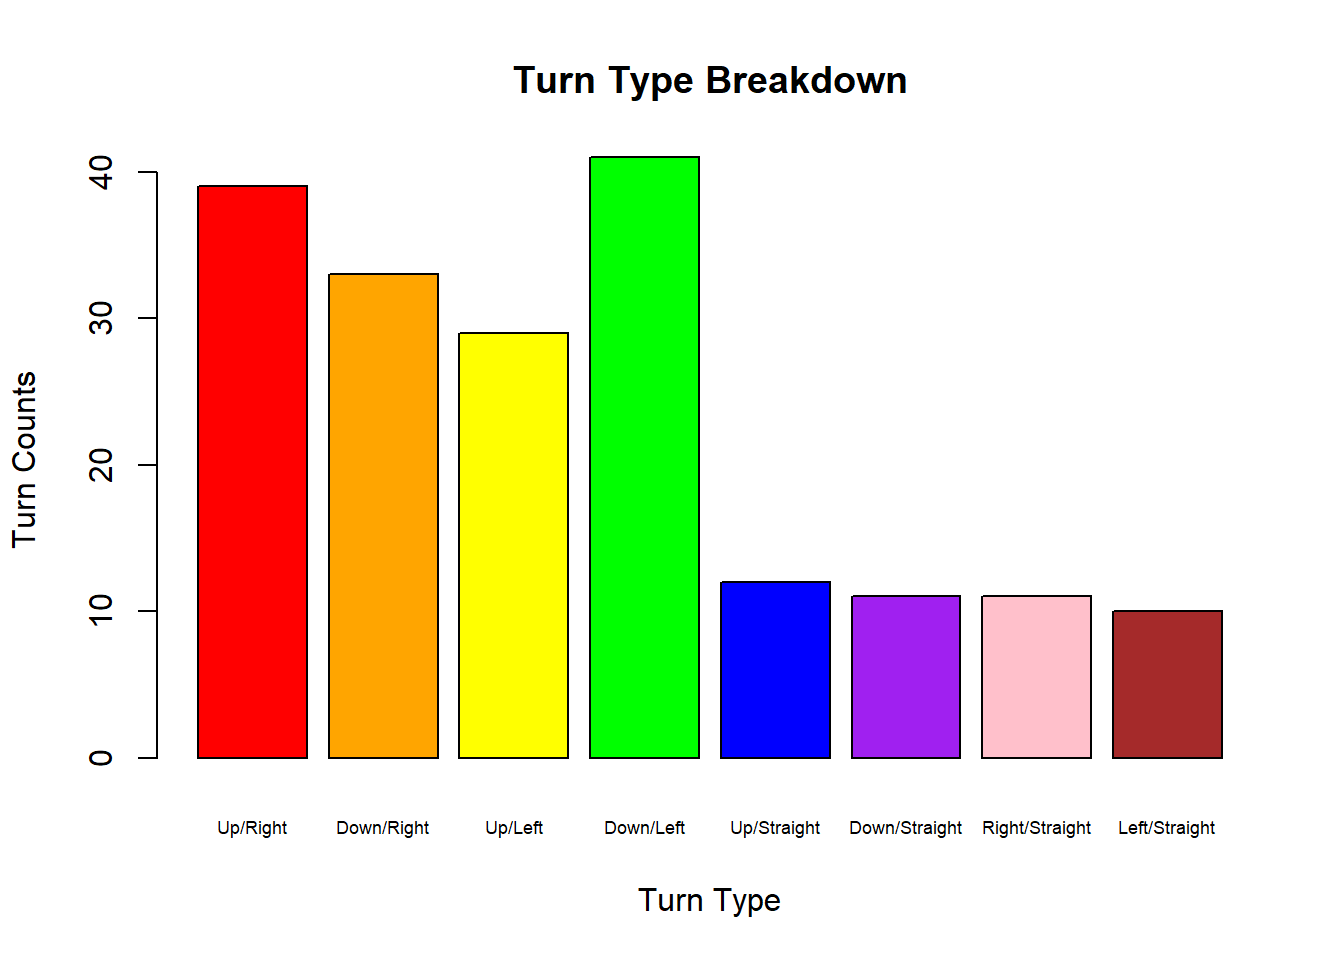 Turn Type Breakdown
Turn Counts
40
30
20
10
0
Up/Right Down/Right Up/Left Down/Left Up/Straight Down/Straight Right/Straight Left/Straight
Turn Type